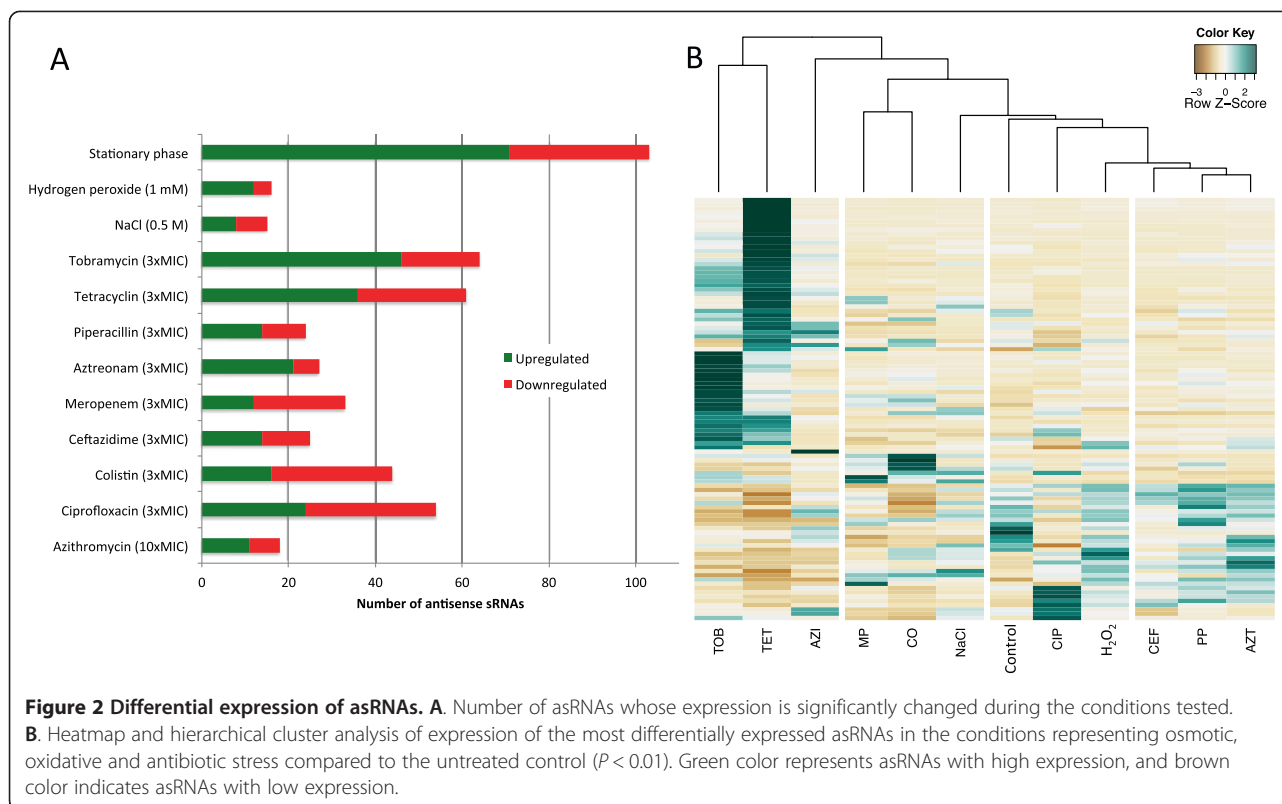 A
Stationary phase
Hydrogen peroxide (1 mM)
NaCl (0.5 M)
Tobramycin (3xMIC)
Tetracyclin (3xMIC)
Piperacillin (3xMIC)
Aztreonam (3xMIC)
Meropenem (3xMIC)
Ceftazidime (3xMIC)
Colistin (3xMIC)
Ciprofloxacin (3xMIC)
Azithromycin (10xMIC)
0 20 40 60 80 100
Number of antisense sRNAs
Upregulated
Downregulated
B
Color Key
−3 0 2
Row Z−Score
TOB TET AZI MP CO NaCl Control CIP H₂O₂ CEF PP AZT
Figure 2 Differential expression of asRNAs. A. Number of asRNAs whose expression is significantly changed during the conditions tested.
B. Heatmap and hierarchical cluster analysis of expression of the most differentially expressed asRNAs in the conditions representing osmotic,
oxidative and antibiotic stress compared to the untreated control (P < 0.01). Green color represents asRNAs with high expression, and brown
color indicates asRNAs with low expression.